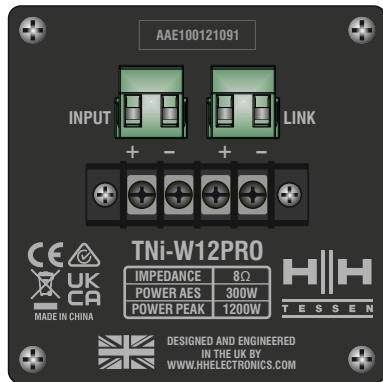 AAE100121091
INPUT
LINK
+ − + −
TNi-W12PRO
IMPEDANCE 8Ω
POWER AES 300W
POWER PEAK 1200W
CE
UK
CA
MADE IN CHINA
H||H
TESSEN
DESIGNED AND ENGINEERED
IN THE UK BY
WWW.HHELECTRONICS.COM